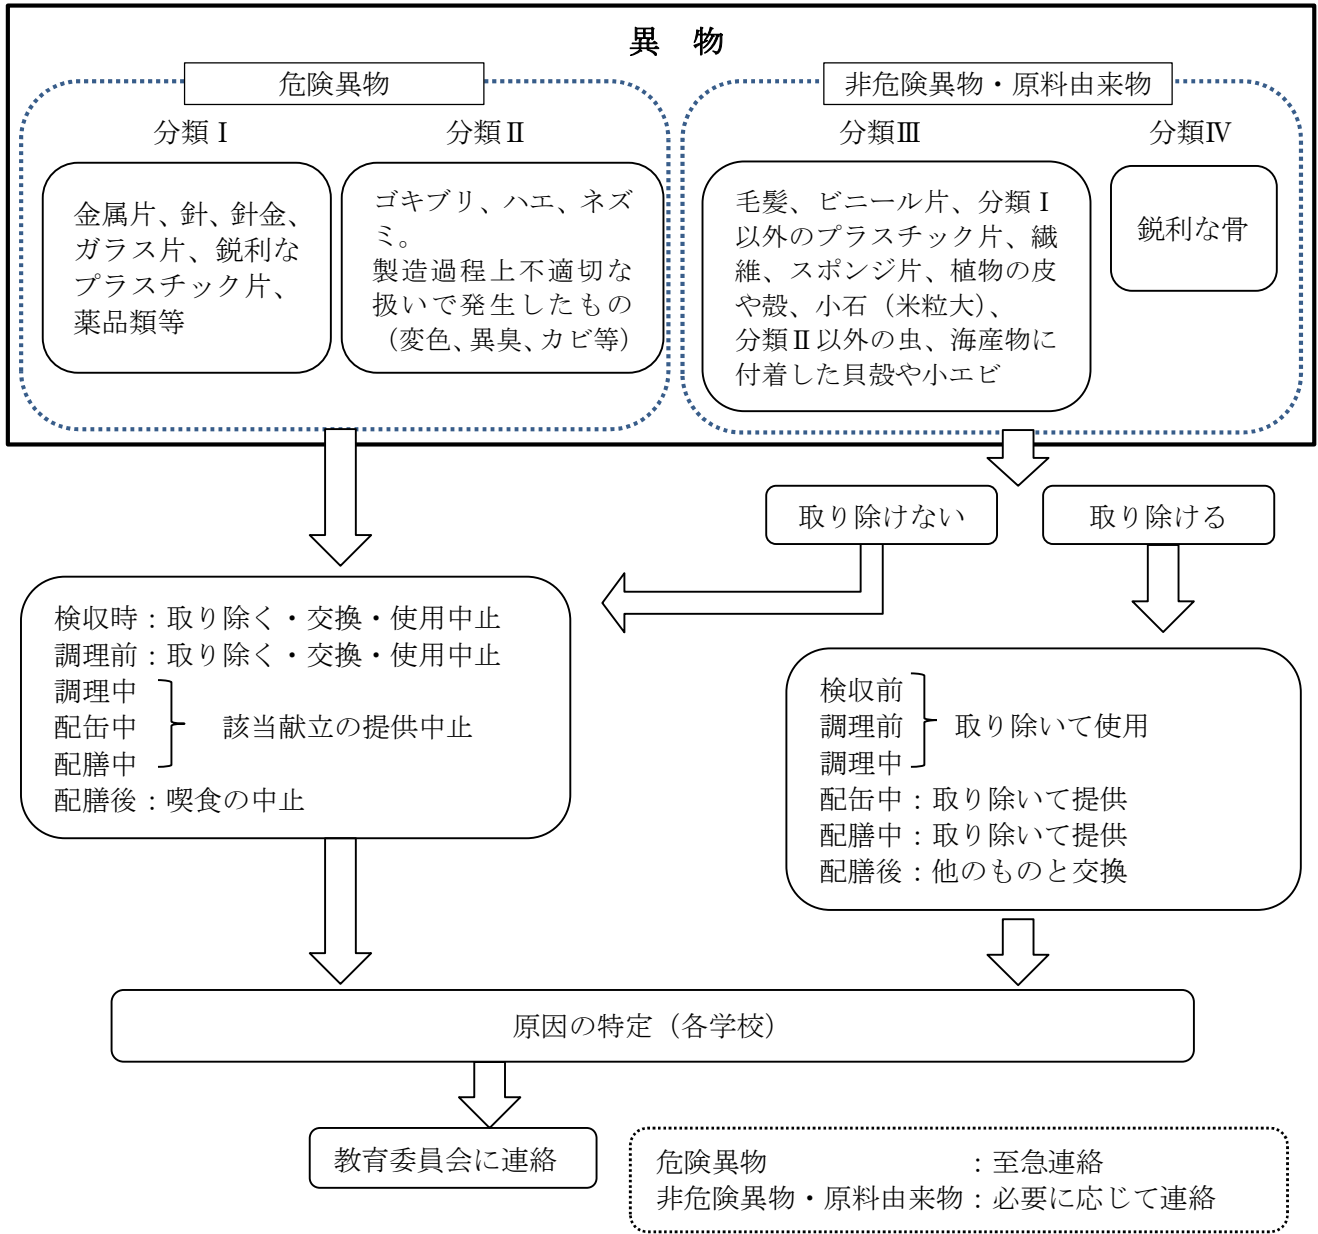 異　物
危険異物
分類Ⅰ
分類Ⅱ
金属片、針、針金、
ガラス片、鋭利な
プラスチック片、
薬品類等
ゴキブリ、ハエ、ネズ
ミ。
製造過程上不適切な
扱いで発生したもの
（変色、異臭、カビ等）
非危険異物・原料由来物
分類Ⅲ
分類Ⅳ
毛髪、ビニール片、分類Ⅰ
以外のプラスチック片、繊
維、スポンジ片、植物の皮
や殻、小石（米粒大）、
分類Ⅱ以外の虫、海産物に
付着した貝殻や小エビ
鋭利な骨
取り除けない
取り除ける
検収時：取り除く・交換・使用中止
調理前：取り除く・交換・使用中止
調理中
配缶中　該当献立の提供中止
配膳中
配膳後：喫食の中止
検収前
調理前　取り除いて使用
調理中
配缶中：取り除いて提供
配膳中：取り除いて提供
配膳後：他のものと交換
原因の特定（各学校）
教育委員会に連絡
危険異物　　　　　　　：至急連絡
非危険異物・原料由来物：必要に応じて連絡